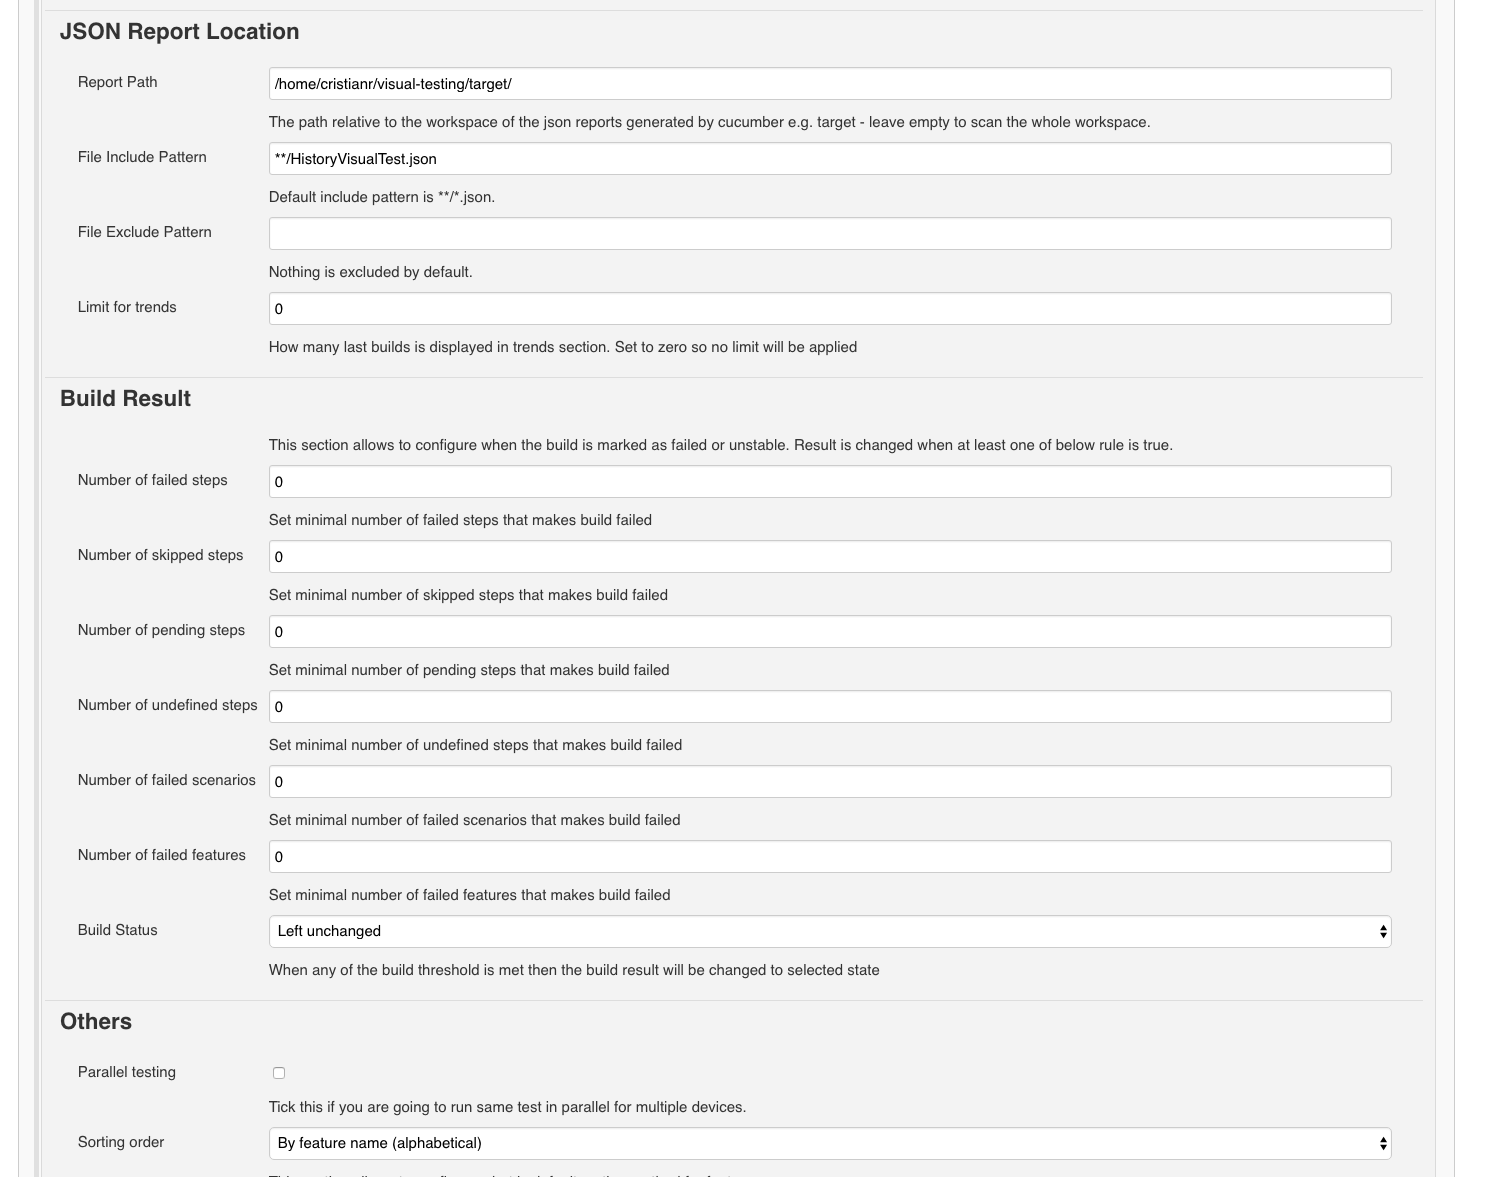 JSON Report Location
Report Path
/home/cristianr/visual-testing/target/
The path relative to the workspace of the json reports generated by cucumber e.g. target - leave empty to scan the whole workspace.
File Include Pattern
**/HistoryVisualTest.json
Default include pattern is **/*.json.
File Exclude Pattern
Nothing is excluded by default.
Limit for trends
0
How many last builds is displayed in trends section. Set to zero so no limit will be applied
Build Result
This section allows to configure when the build is marked as failed or unstable. Result is changed when at least one of below rule is true.
Number of failed steps
0
Set minimal number of failed steps that makes build failed
Number of skipped steps
0
Set minimal number of skipped steps that makes build failed
Number of pending steps
0
Set minimal number of pending steps that makes build failed
Number of undefined steps
0
Set minimal number of undefined steps that makes build failed
Number of failed scenarios
0
Set minimal number of failed scenarios that makes build failed
Number of failed features
0
Set minimal number of failed features that makes build failed
Build Status
Left unchanged
When any of the build threshold is met then the build result will be changed to selected state
Others
Parallel testing
Tick this if you are going to run same test in parallel for multiple devices.
Sorting order
By feature name (alphabetical)